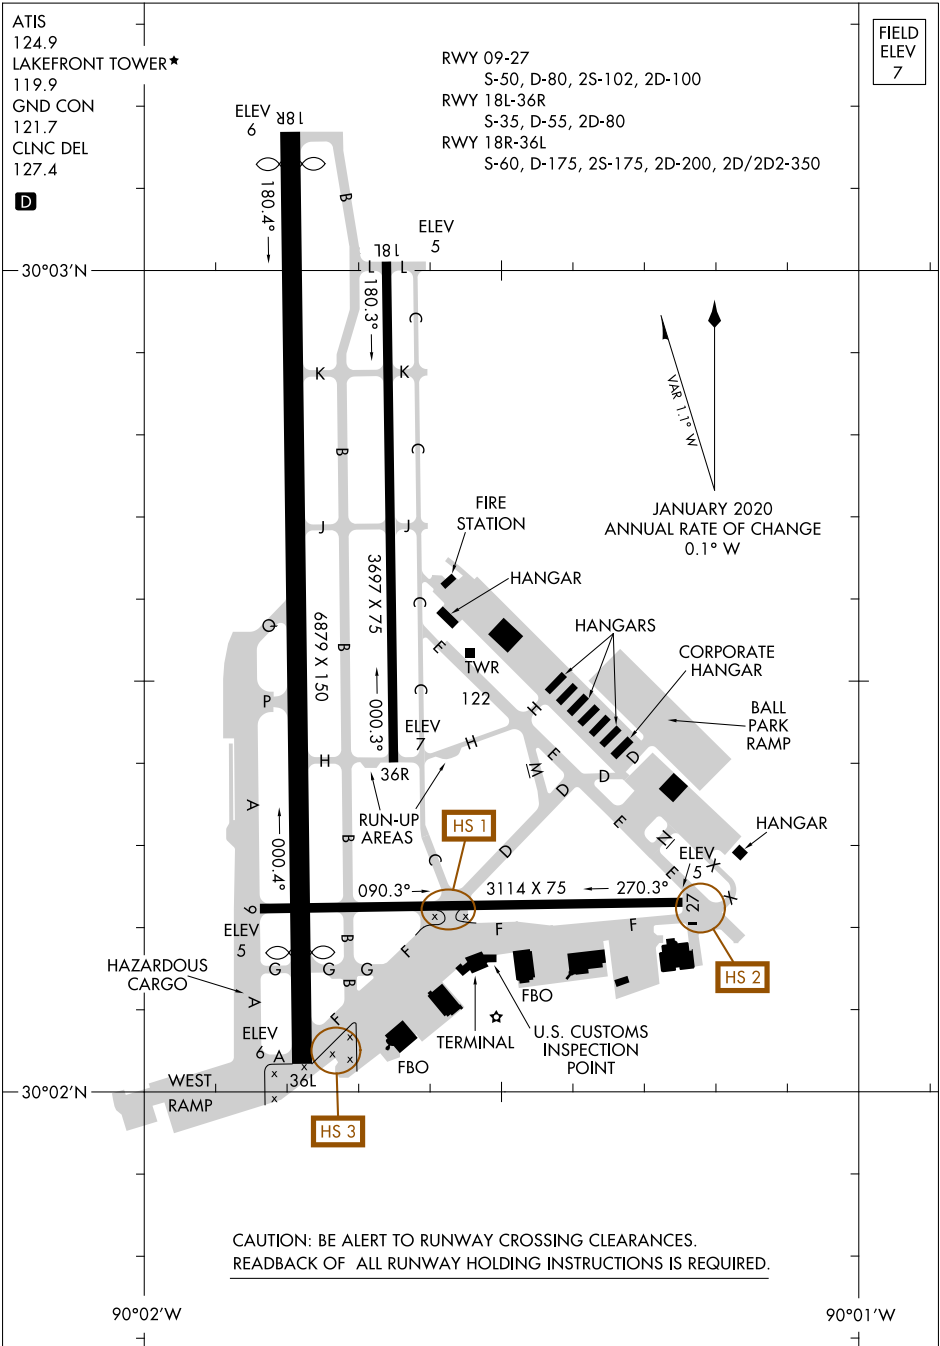 ATIS
124.9
LAKEFRONT TOWER★
119.9
GND CON
121.7
CLNC DEL
127.4
D
RWY 09-27
S-50, D-80, 2S-102, 2D-100
RWY 18L-36R
S-35, D-55, 2D-80
RWY 18R-36L
S-60, D-175, 2S-175, 2D-200, 2D/2D2-350
FIELD
ELEV
7
ELEV
6
18R
180.4°
B
ELEV
5
18L
L L
30°03'N
180.3°
C
K K
B
C
VAR 1.1° W
JANUARY 2020
ANNUAL RATE OF CHANGE
0.1° W
FIRE
STATION
J J
HANGAR
3697 X 75
6879 X 150
C
Q
B
E
HANGARS
TWR
122
CORPORATE
HANGAR
P
C
H
BALL
PARK
RAMP
000.3°
ELEV
7
H
H
36R
E
M
D
D
D
A
000.4°
RUN-UP
AREAS
HS 1
E
N
HANGAR
B
C
D
E
X
ELEV
5
X
090.3°
3114 X 75
270.3°
9
27
ELEV
5
B
F
F
F
HS 2
HAZARDOUS
CARGO
G G G
B
A
FBO
F
TERMINAL
U.S. CUSTOMS
INSPECTION
POINT
ELEV
6
A
FBO
x x x x x x x x
WEST
RAMP
36L
30°02'N
HS 3
CAUTION: BE ALERT TO RUNWAY CROSSING CLEARANCES.
READBACK OF ALL RUNWAY HOLDING INSTRUCTIONS IS REQUIRED.
90°02'W
90°01'W